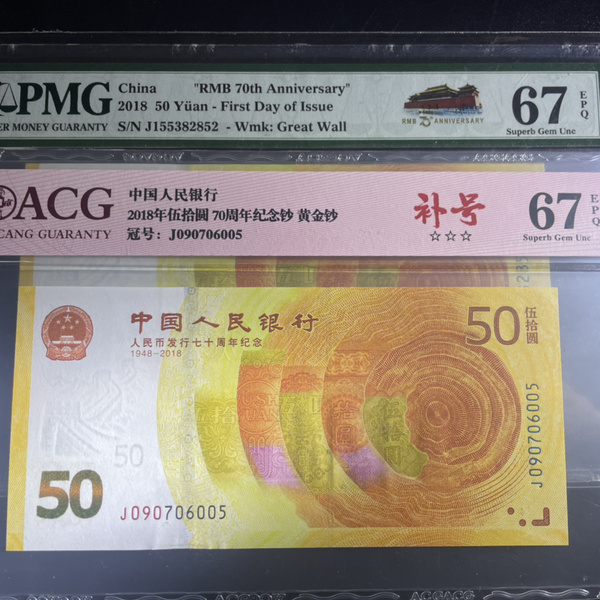 PMG
ER MONEY GUARANTY
China "RMB 70th Anniversary"
2018 50 Yüan - First Day of Issue
S/N J155382852 - Wmk: Great Wall
RMB 70th ANNIVERSARY
67 EPQ
Superb Gem Unc
ACG
CANG GUARANTY
中国人民银行
2018年伍拾圆 70周年纪念钞 黄金钞
冠号: J090706005
补号
☆☆☆
67 EPQ
Superb Gem Unc
中国人民银行
人民币发行七十周年纪念
1948-2018
50 伍拾圆
50
50
J090706005
J090706005
ACGACG